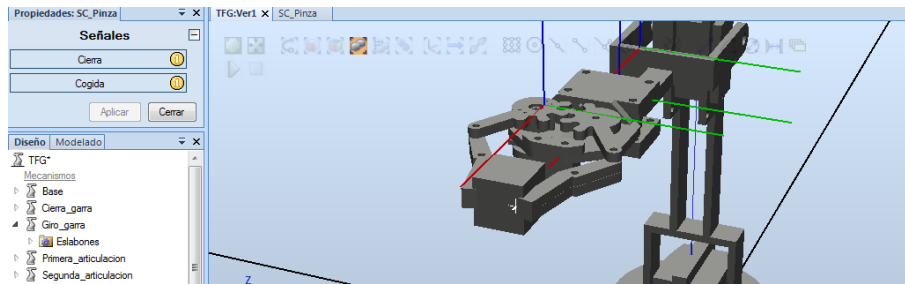 Propiedades: SC_Pinza
Señales
Cierra
Cogida
Aplicar Cerrar
Diseño Modelado
TFG*
Mecanismos
Base
Cierra_garra
Giro_garra
Eslabones
Primera_articulacion
Segunda_articulacion
TFG:Ver1 X SC_Pinza
Z